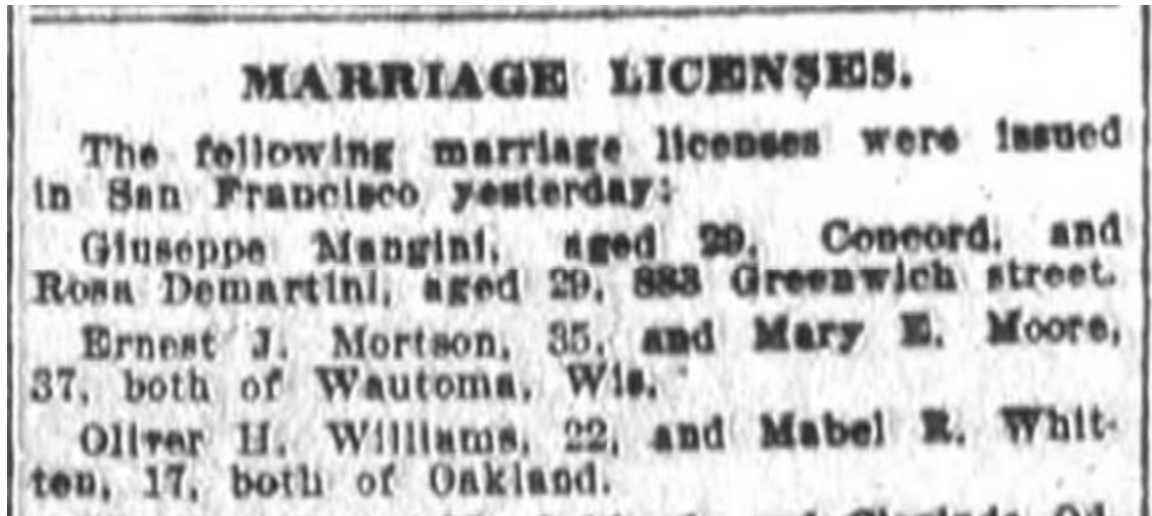 MARRIAGE LICENSES.
The following marriage licenses were issued
in San Francisco yesterday:
Giuseppe Mangini, aged 29, Concord, and
Rosa Demartini, aged 29, 883 Greenwich street.
Ernest J. Mortson, 35, and Mary E. Moore,
37, both of Wautoma, Wis.
Oliver H. Williams, 22, and Mabel R. Whit-
ten, 17, both of Oakland.